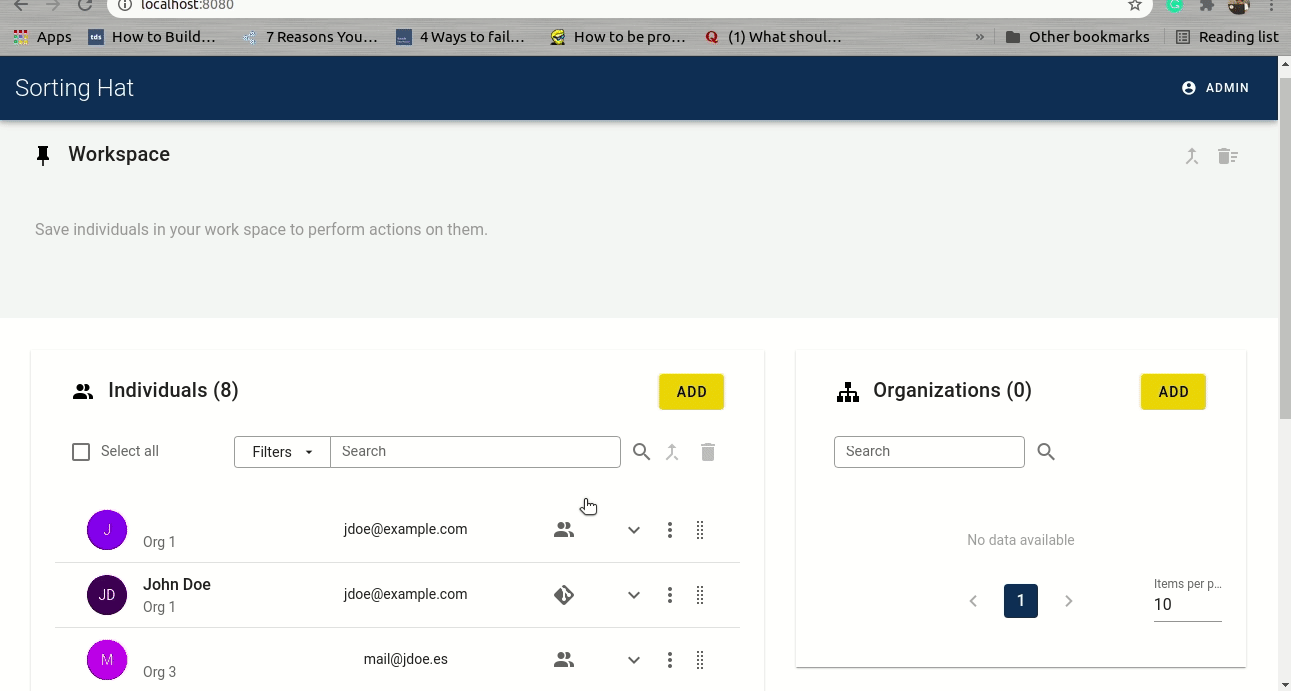 localhost:8080
Apps
How to Build...
7 Reasons You...
4 Ways to fail...
How to be pro...
(1) What shoul...
»
Other bookmarks
Reading list
Sorting Hat
ADMIN
Workspace
Save individuals in your work space to perform actions on them.
Individuals (8)
ADD
Select all
Filters
Search
J
Org 1
jdoe@example.com
JD
John Doe
Org 1
jdoe@example.com
M
Org 3
mail@jdoe.es
Organizations (0)
ADD
Search
No data available
1
Items per p...
10